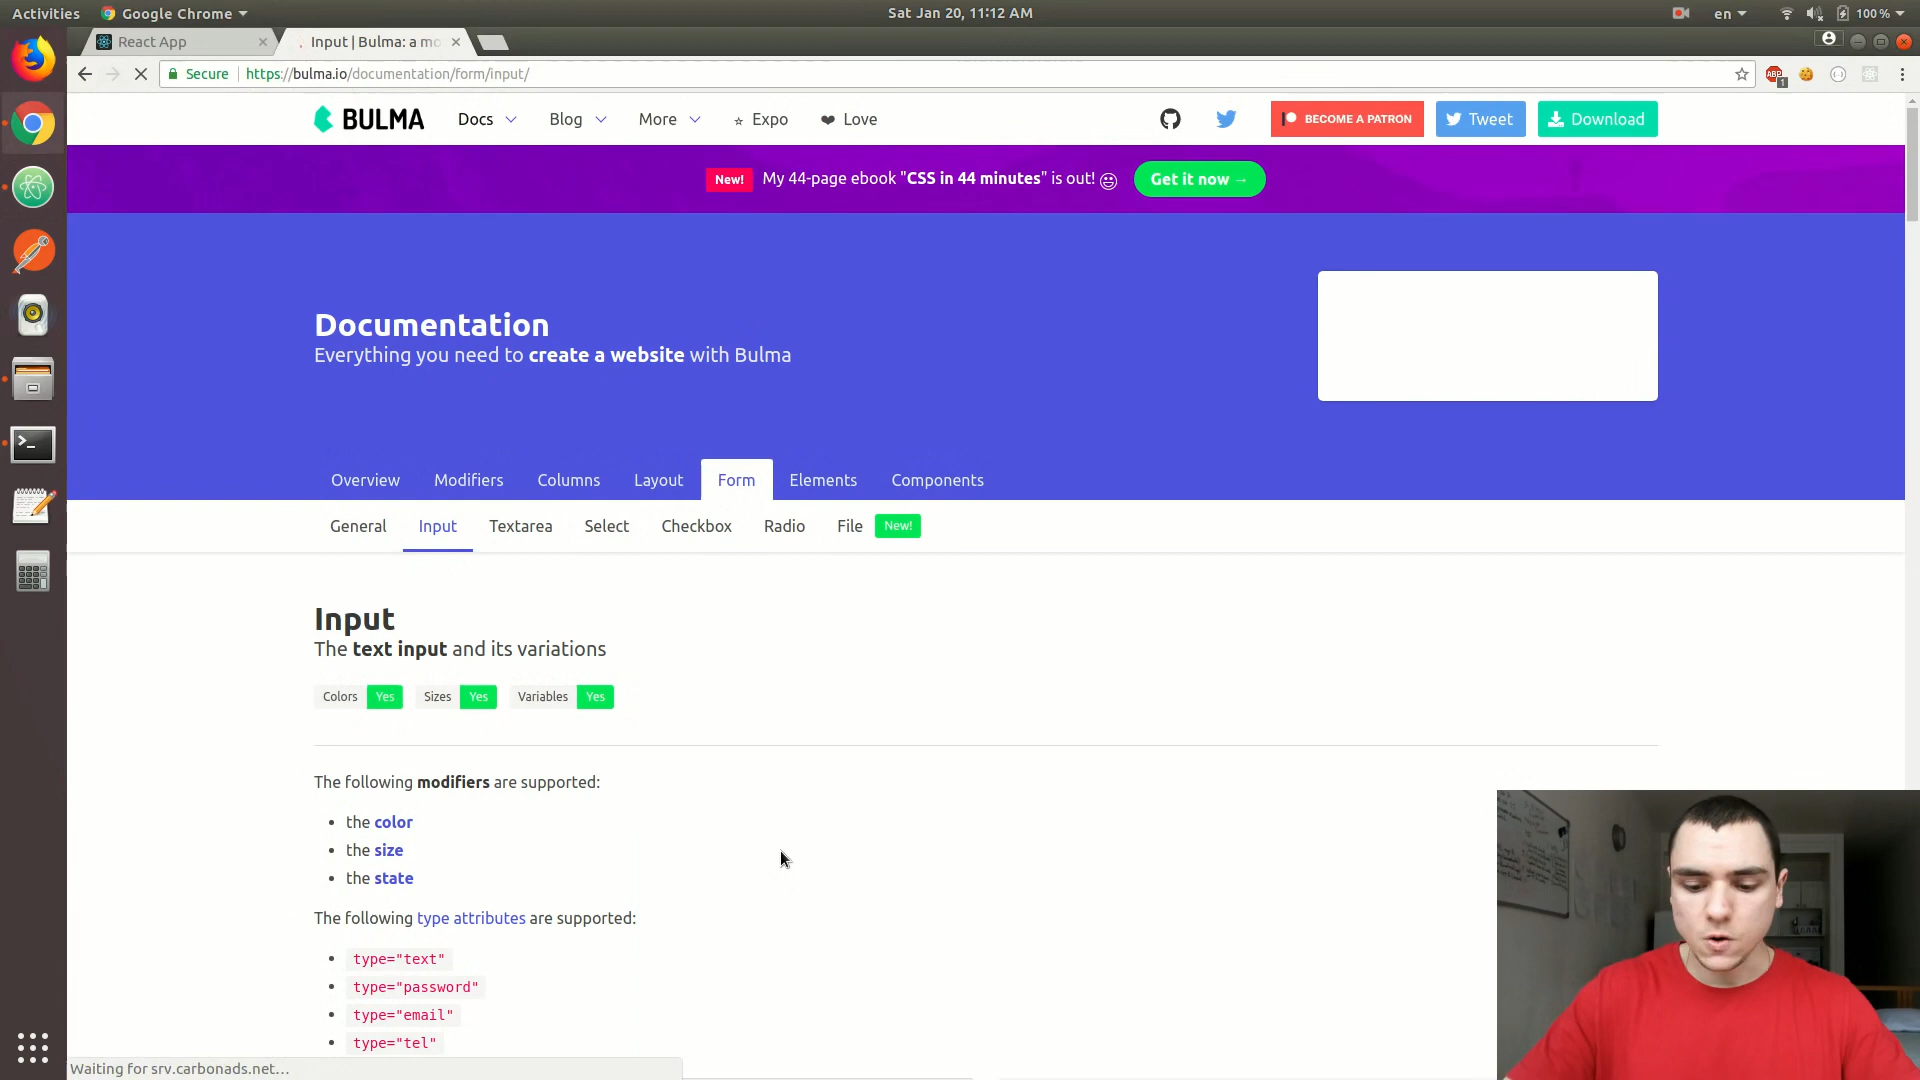 Activities
Google Chrome
Sat Jan 20, 11:12 AM
en
100 %
React App
Input | Bulma: a mo
Secure
https://bulma.io/documentation/form/input/
ABP
1
BULMA
Docs
Blog
More
Expo
Love
BECOME A PATRON
Tweet
Download
New!
My 44-page ebook "CSS in 44 minutes" is out!
Get it now →
Documentation
Everything you need to create a website with Bulma
Overview
Modifiers
Columns
Layout
Form
Elements
Components
General
Input
Textarea
Select
Checkbox
Radio
File
New!
Input
The text input and its variations
Colors Yes
Sizes Yes
Variables Yes
The following modifiers are supported:
• the color
• the size
• the state
The following type attributes are supported:
• type="text"
• type="password"
• type="email"
• type="tel"
Waiting for srv.carbonads.net...